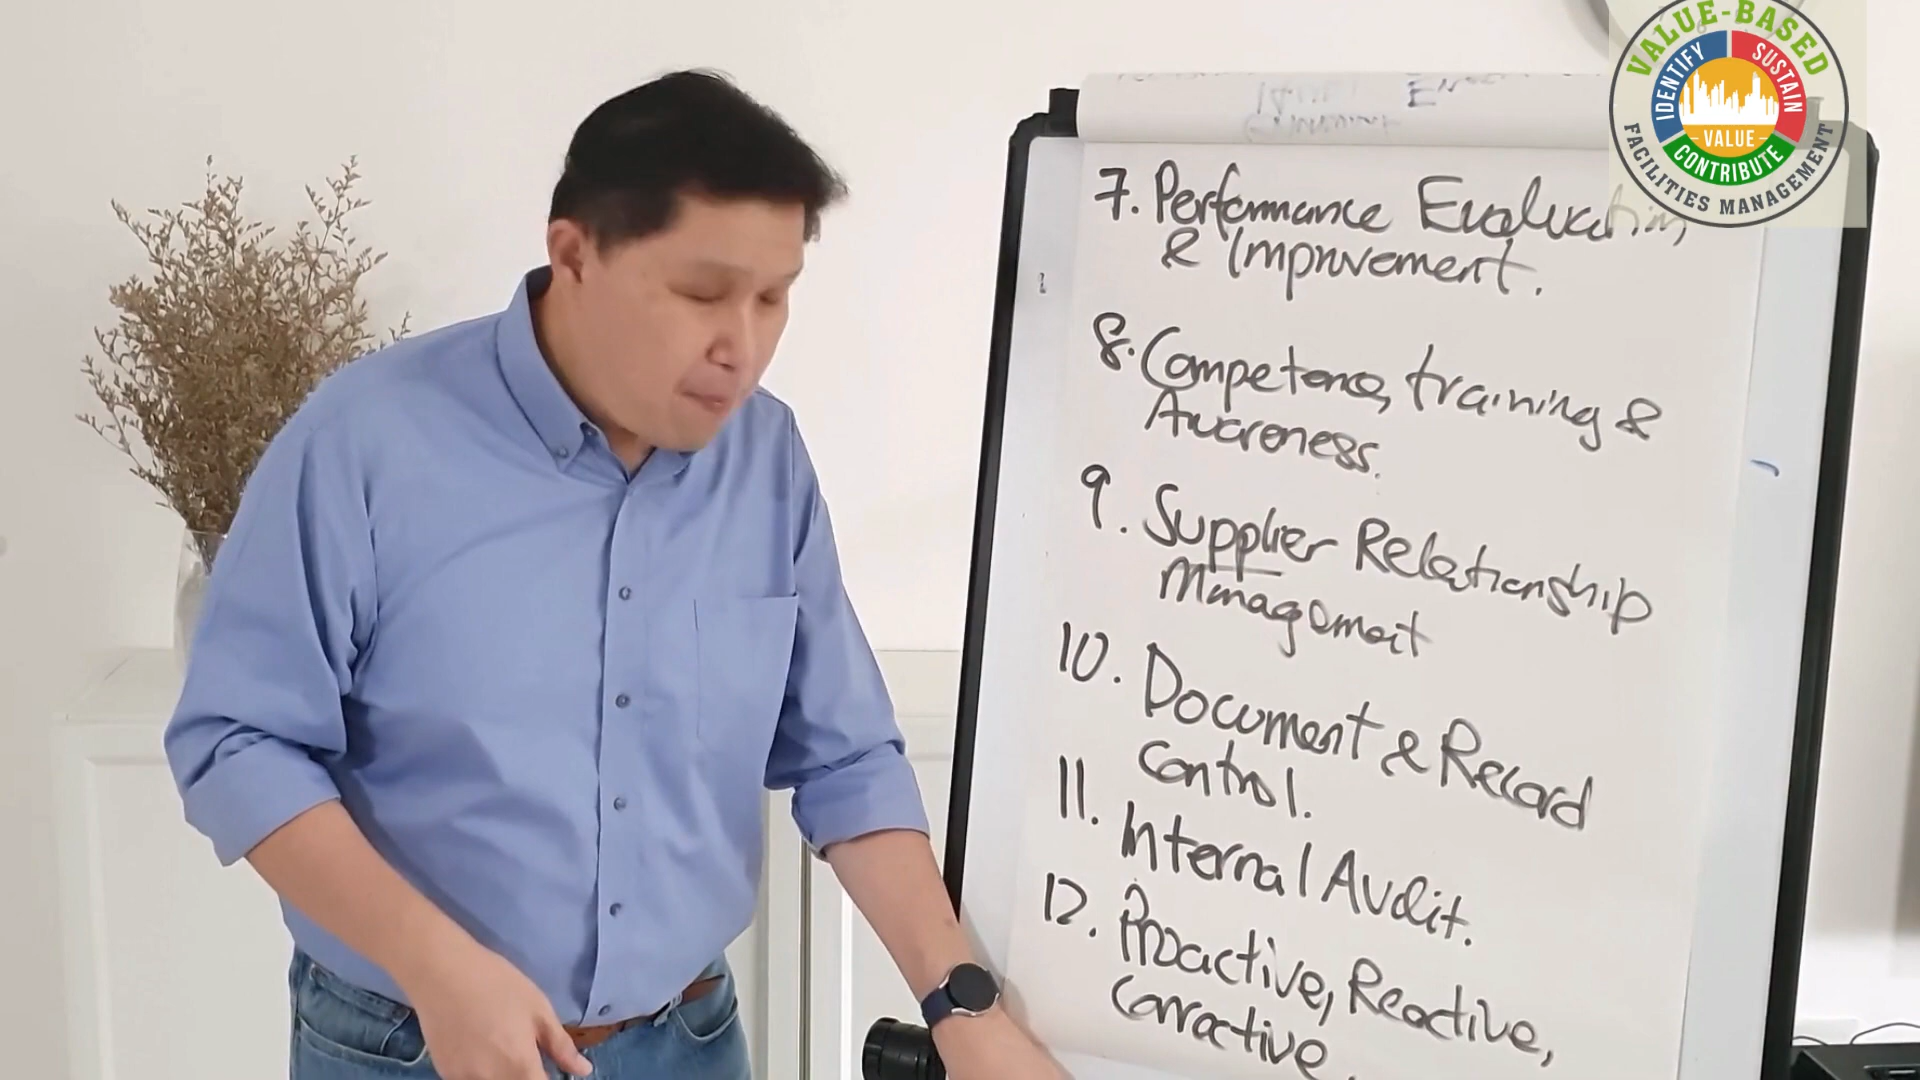 VALUE-BASED
IDENTIFY
SUSTAIN
VALUE
CONTRIBUTE
FACILITIES MANAGEMENT
7. Performance Evaluation
& Improvement.
8. Competence, training &
Awareness.
9. Supplier Relationship
Management
10. Document & Record
Control.
11. Internal Audit.
12. Proactive, Reactive,
Corrective.